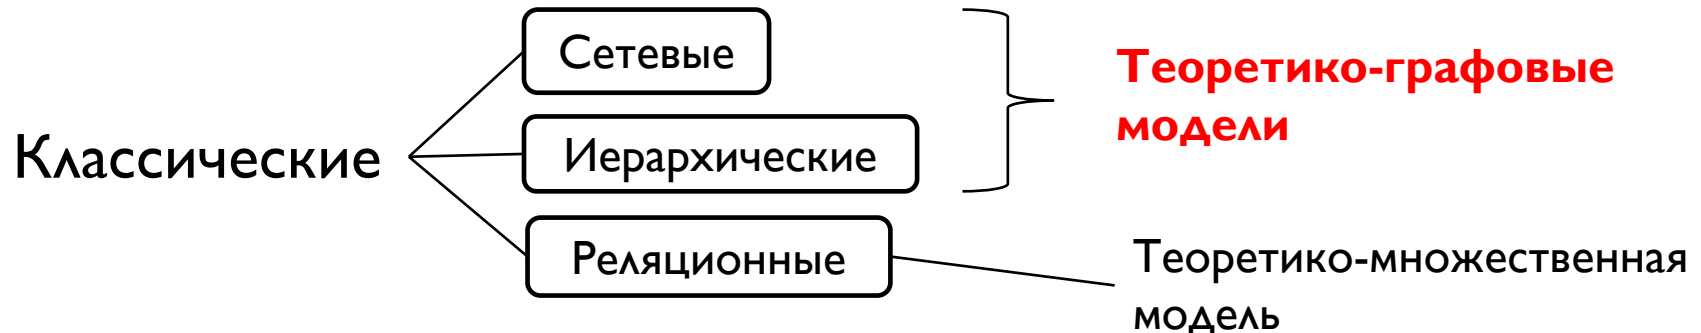 Классические
Сетевые
Иерархические
Реляционные
Теоретико-графовые
модели
Теоретико-множественная
модель